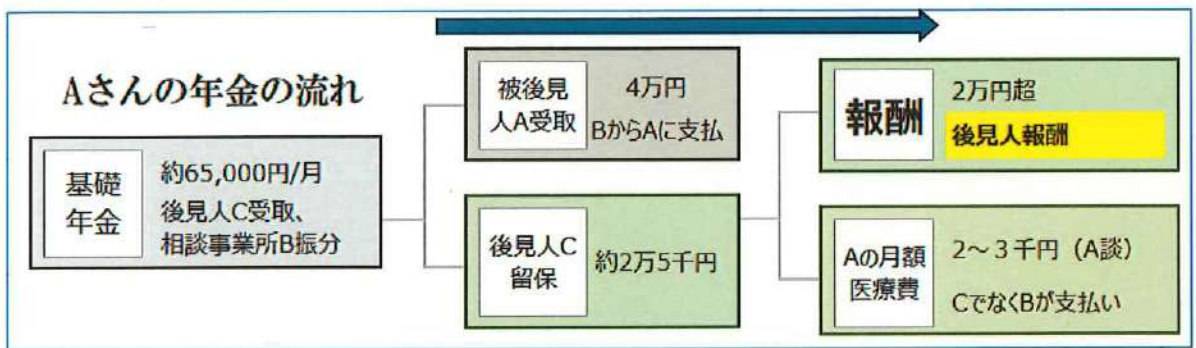 Aさんの年金の流れ
基礎
年金
約65,000円/月
後見人C受取、
相談事業所B振分
被後見
人A受取
4万円
BからAに支払
後見人C
留保
約2万5千円
報酬
2万円超
後見人報酬
Aの月額
医療費
2～3千円（A談）
CでなくBが支払い